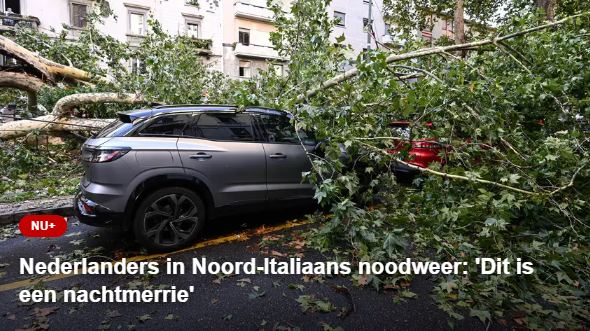 NU+
Nederlanders in Noord-Italiaans noodweer: 'Dit is
een nachtmerrie'